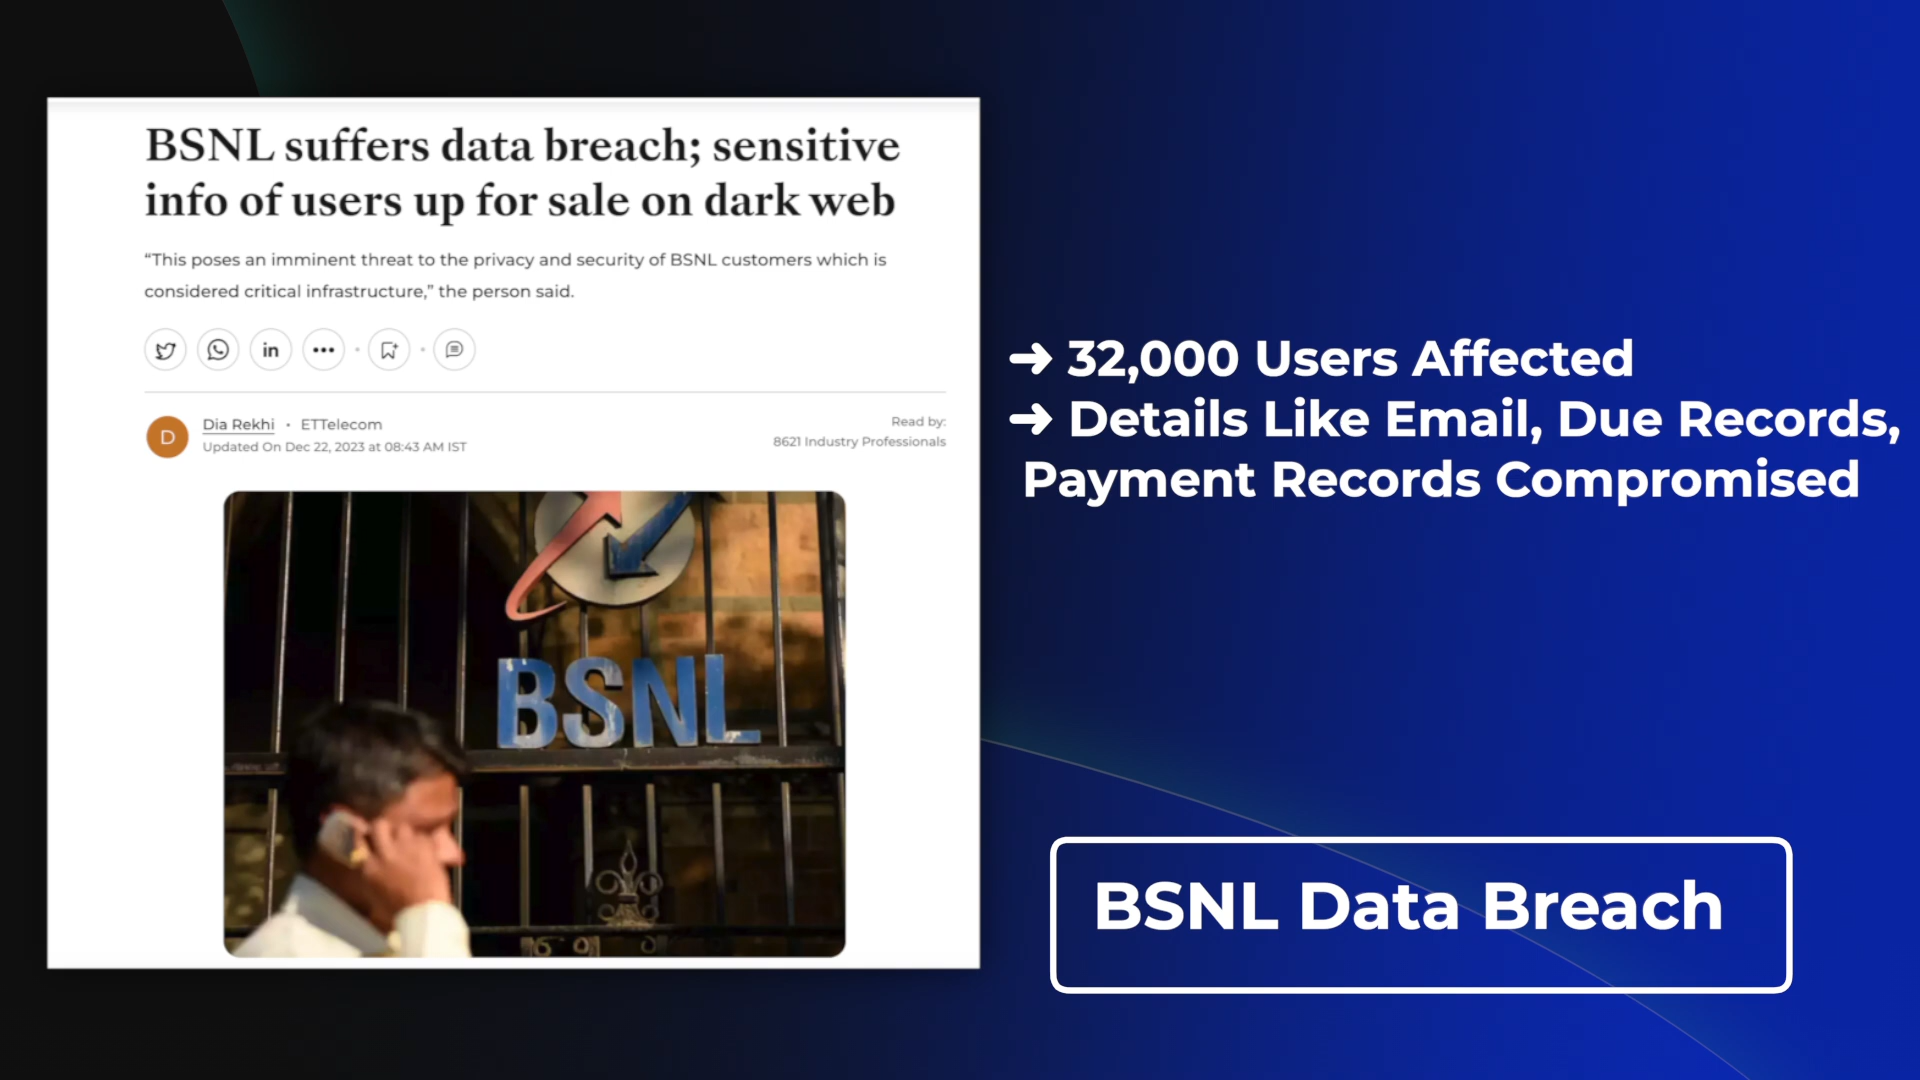 BSNL suffers data breach; sensitive
info of users up for sale on dark web
“This poses an imminent threat to the privacy and security of BSNL customers which is
considered critical infrastructure,” the person said.
in
D
Dia Rekhi • ETTelecom
Updated On Dec 22, 2023 at 08:43 AM IST
Read by:
8621 Industry Professionals
BSNL
➜ 32,000 Users Affected
➜ Details Like Email, Due Records,
Payment Records Compromised
BSNL Data Breach